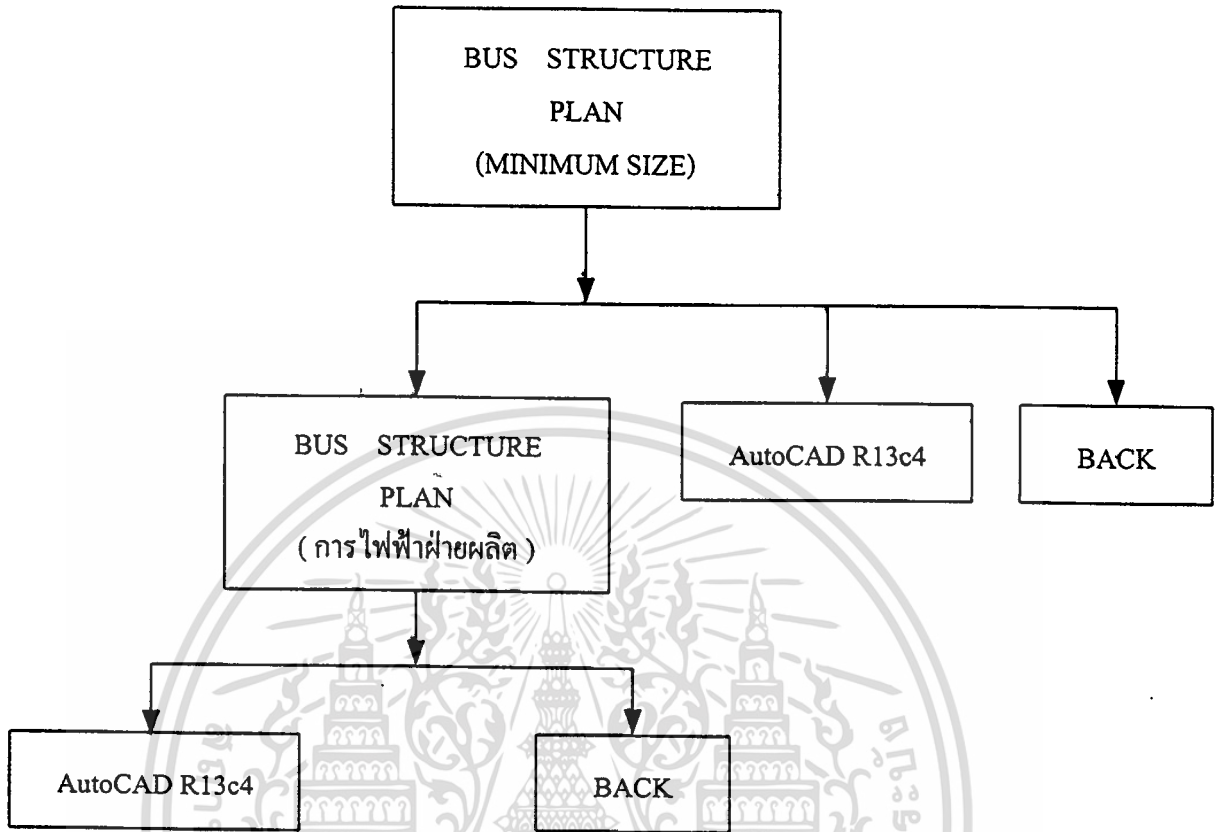 BUS STRUCTURE
PLAN
(MINIMUM SIZE)
BUS STRUCTURE
PLAN
( การไฟฟ้าฝ่ายผลิต )
AutoCAD R13c4
BACK
AutoCAD R13c4
BACK